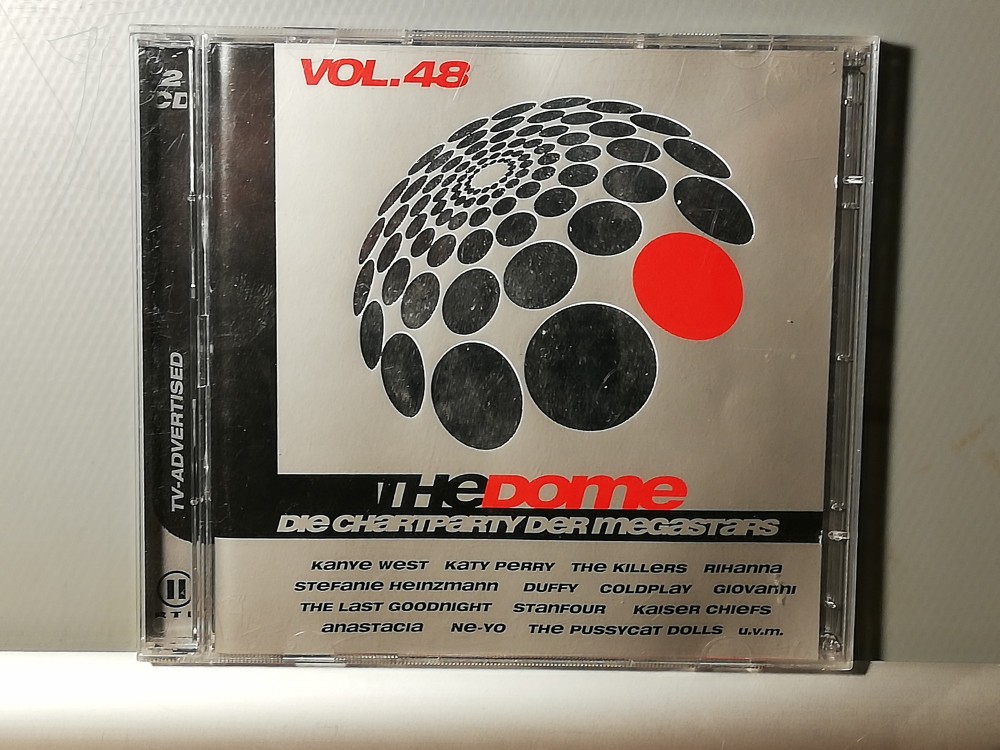 2
CD
TV-ADVERTISED
RTL
VOL.48
THE DOME
DIE CHARTPARTY DER MEGASTARS
KANYE WEST KATY PERRY THE KILLERS RIHANNA
STEFANIE HEINZMANN DUFFY COLDPLAY GIOVANNI
THE LAST GOODNIGHT STANFOUR KAISER CHIEFS
ANASTACIA NE-YO THE PUSSYCAT DOLLS u.v.m.